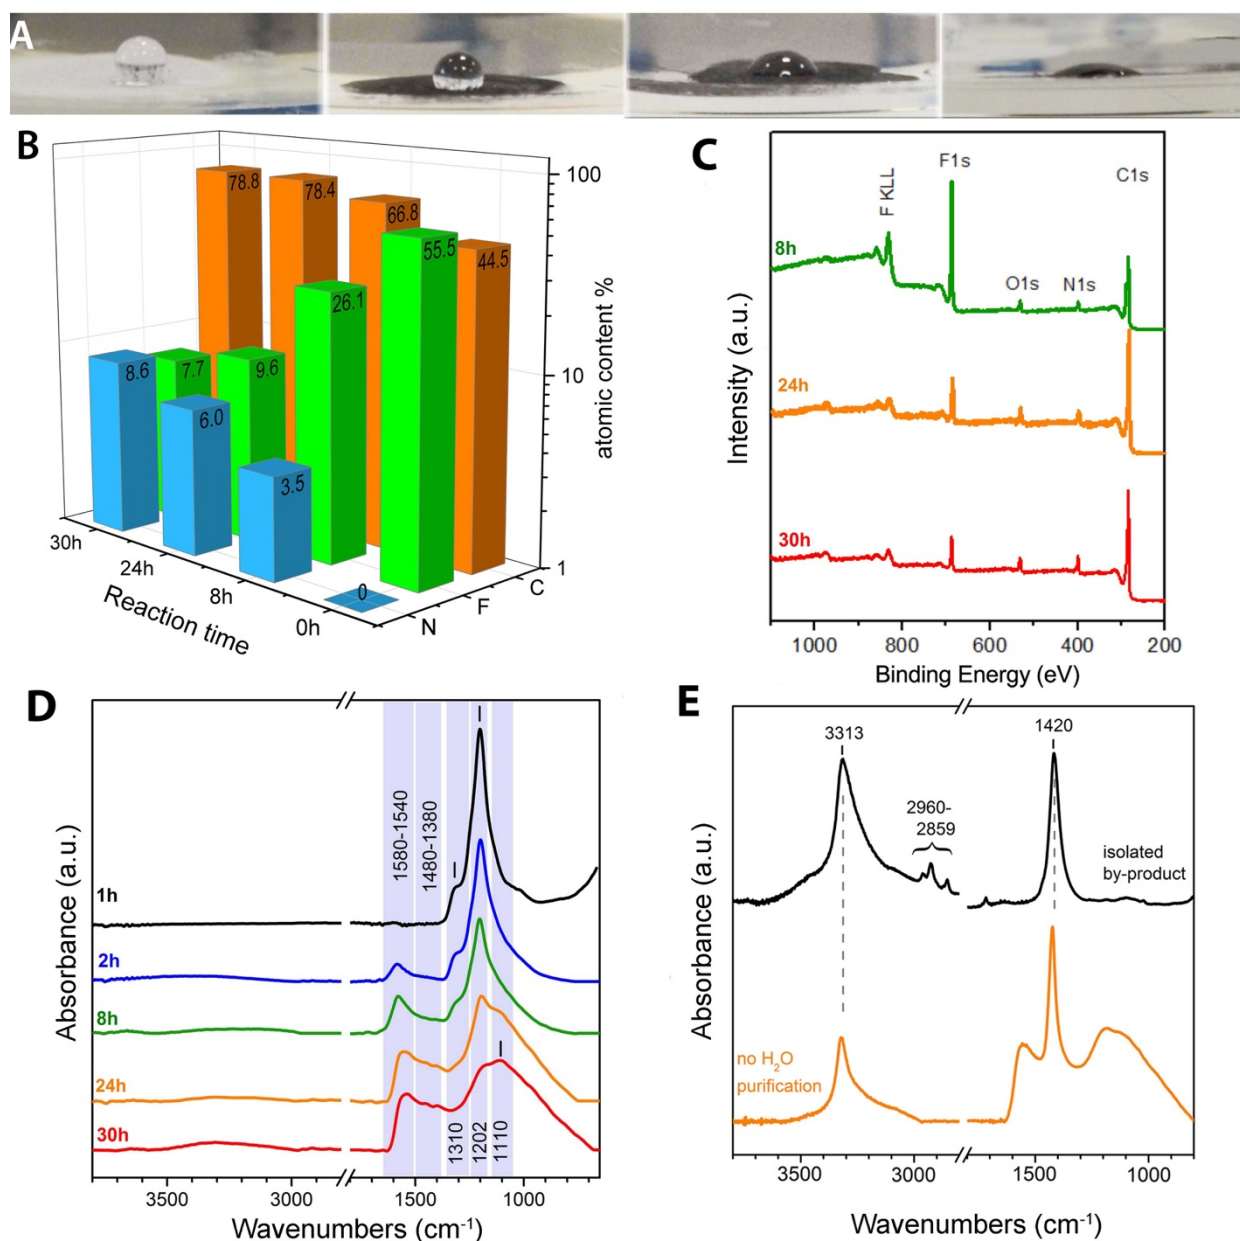 A
B
100
10
1
atomic content %
78.8
78.4
66.8
44.5
7.7
9.6
26.1
55.5
8.6
6.0
3.5
0
30h
24h
8h
0h
Reaction time
N
F
C
C
F KLL
F1s
O1s
N1s
C1s
8h
24h
30h
Intensity (a.u.)
1000
800
600
400
200
Binding Energy (eV)
D
1580-1540
1480-1380
1310
1202
1110
1h
2h
8h
24h
30h
Absorbance (a.u.)
3500
3000
1500
1000
Wavenumbers (cm⁻¹)
E
3313
2960-
2859
1420
isolated
by-product
no H₂O
purification
Absorbance (a.u.)
3500
3000
1500
1000
Wavenumbers (cm⁻¹)